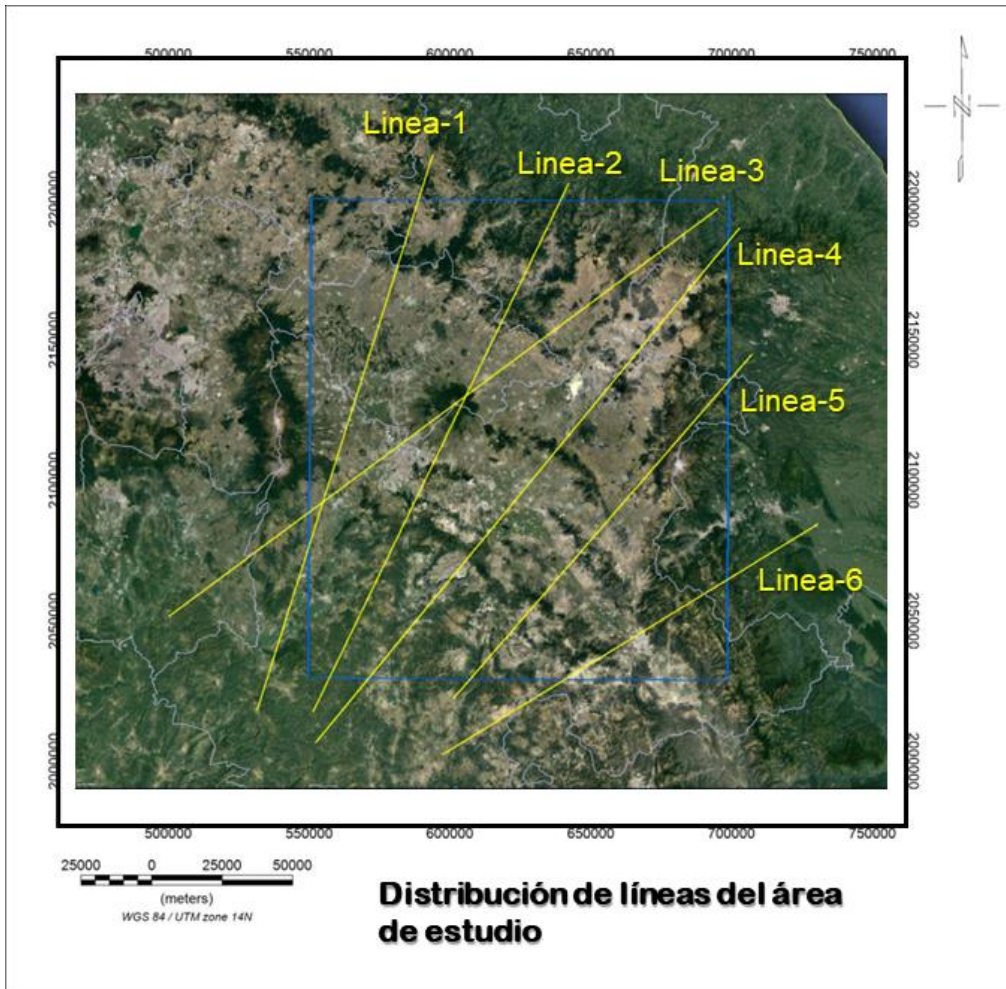 500000 550000 600000 650000 700000 750000
N
Linea-1
Linea-2
Linea-3
Linea-4
Linea-5
Linea-6
2200000
2150000
2100000
2050000
2000000
2200000
2150000
2100000
2050000
2000000
500000 550000 600000 650000 700000 750000
25000 0 25000 50000
(meters)
WGS 84 / UTM zone 14N
Distribución de líneas del área
de estudio